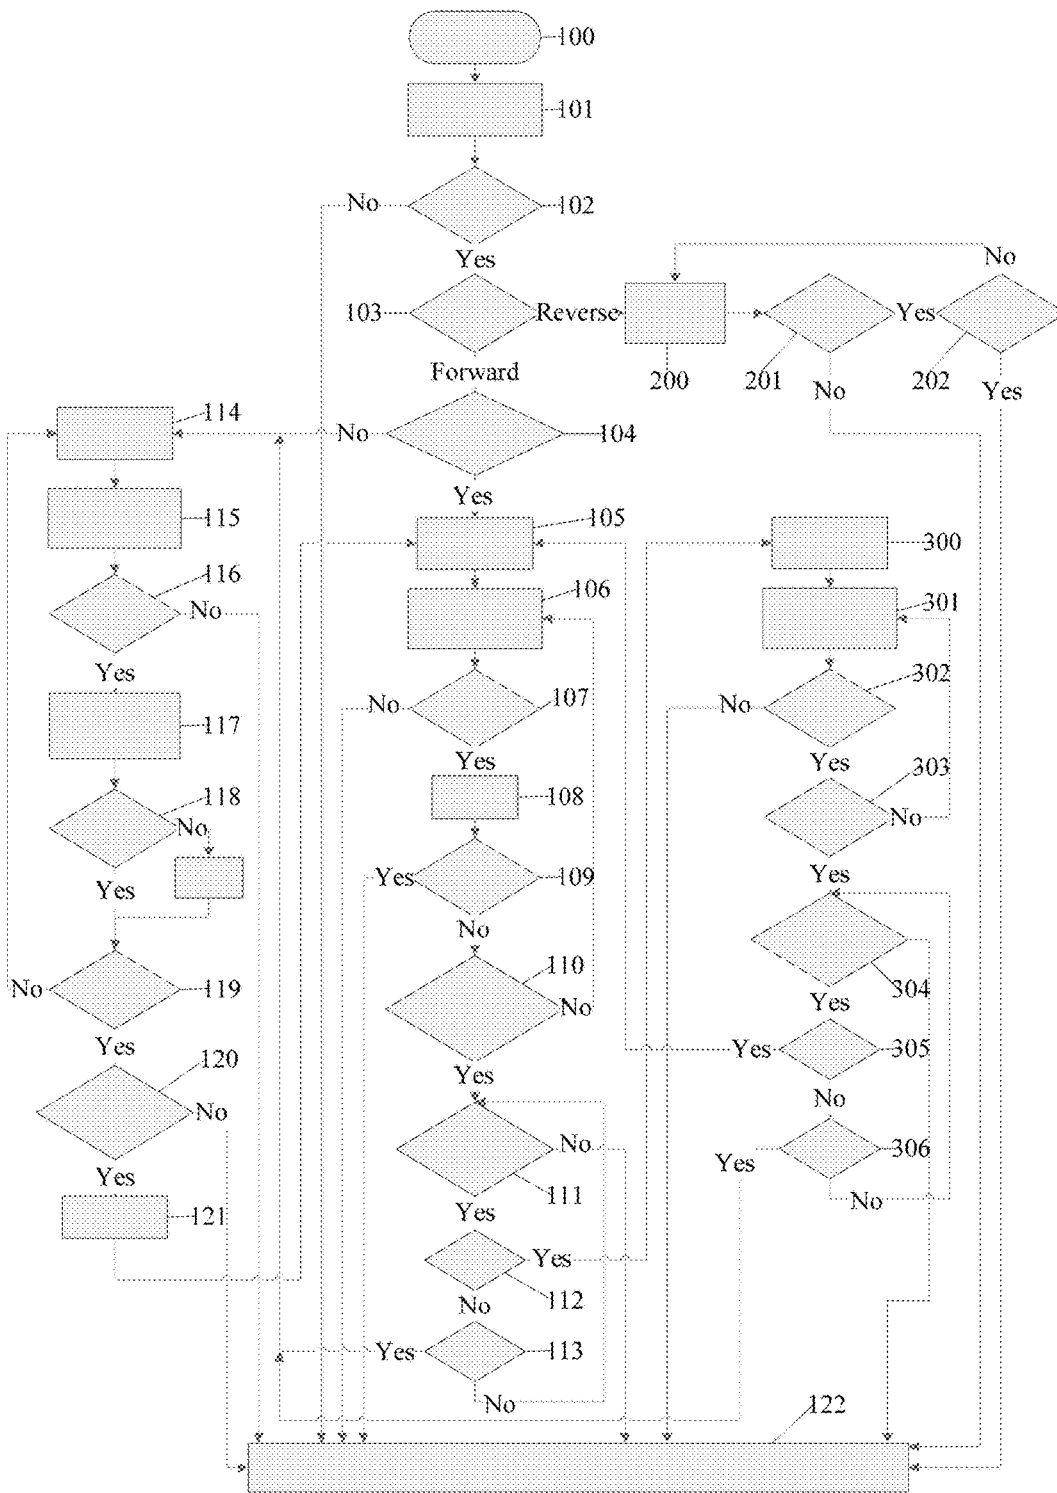 100
101
No
102
Yes
No
103
Reverse
Yes
200
201
202
Forward
No
Yes
114
No
104
Yes
115
105
300
116
106
301
No
Yes
107
302
No
No
117
Yes
Yes
303
118
108
No
No
Yes
Yes
109
Yes
No
110
304
No
119
No
Yes
Yes
Yes
305
120
Yes
No
No
No
306
Yes
Yes
111
No
121
Yes
Yes
112
No
Yes
113
No
122